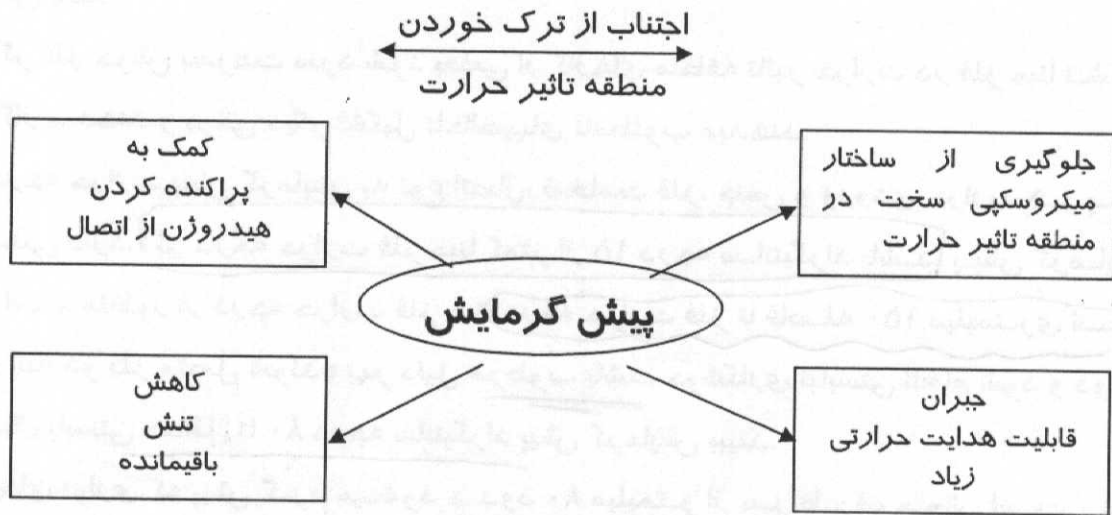 اجتناب از ترک خوردن
منطقه تاثیر حرارت
جلوگیری از ساختار
میکروسکپی سخت در
منطقه تاثیر حرارت
کمک به
پراکنده کردن
هیدروژن از اتصال
پیش گرمایش
جبران
قابلیت هدایت حرارتی
زیاد
کاهش
تنش
باقیمانده